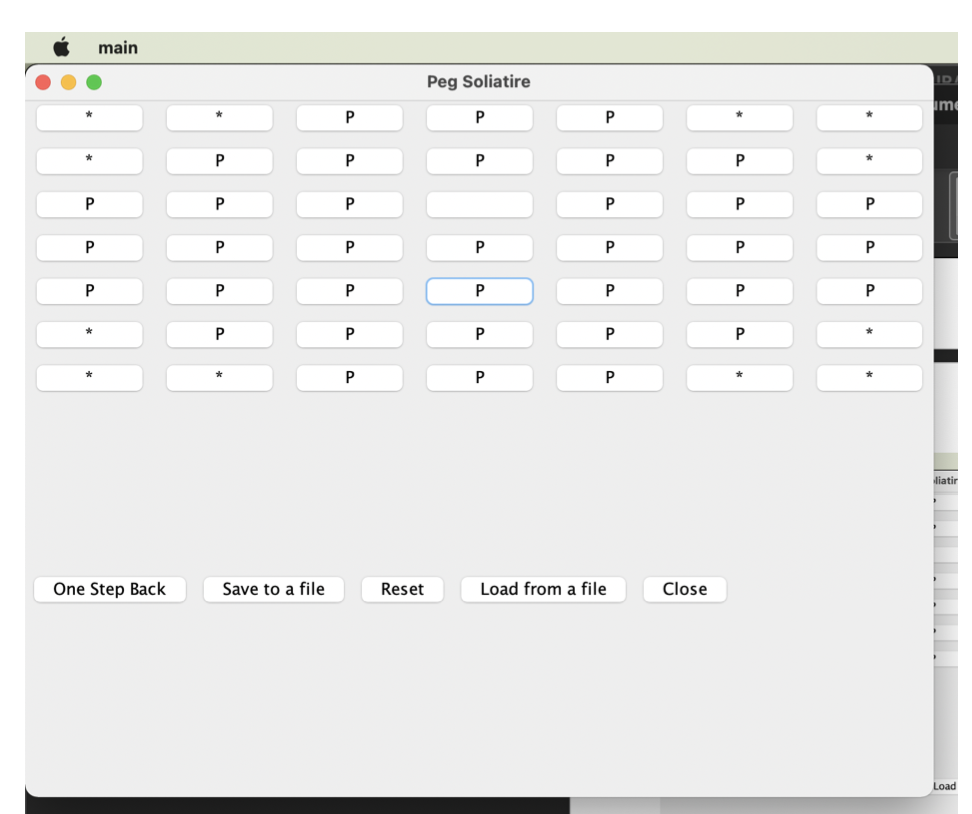 main
Peg Soliatire
* * P P P * *
* P P P P P *
P P P P P P
P P P P P P P
P P P P P P P
* P P P P P *
* * P P P * *
One Step Back Save to a file Reset Load from a file Close
Load